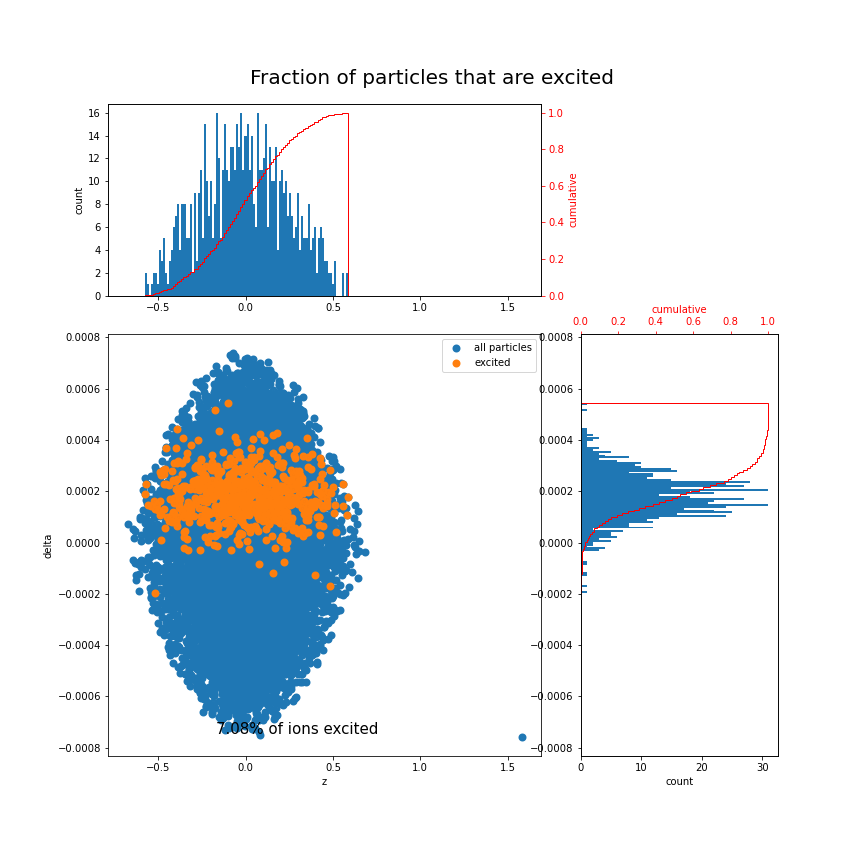 Fraction of particles that are excited
16
14
12
10
8
6
4
2
0
count
1.0
0.8
0.6
0.4
0.2
0.0
cumulative
−0.5 0.0 0.5 1.0 1.5
0.0008
0.0006
0.0004
0.0002
0.0000
−0.0002
−0.0004
−0.0006
−0.0008
delta
all particles
excited
7.08% of ions excited
−0.5 0.0 0.5 1.0 1.5
z
cumulative
0.0 0.2 0.4 0.6 0.8 1.0
0.0008
0.0006
0.0004
0.0002
0.0000
−0.0002
−0.0004
−0.0006
−0.0008
0 10 20 30
count